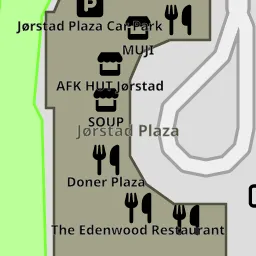 P
Jørstad Plaza Car Park
MUJI
AFK HUT Jørstad
SOUP
Jørstad Plaza
Doner Plaza
The Edenwood Restaurant